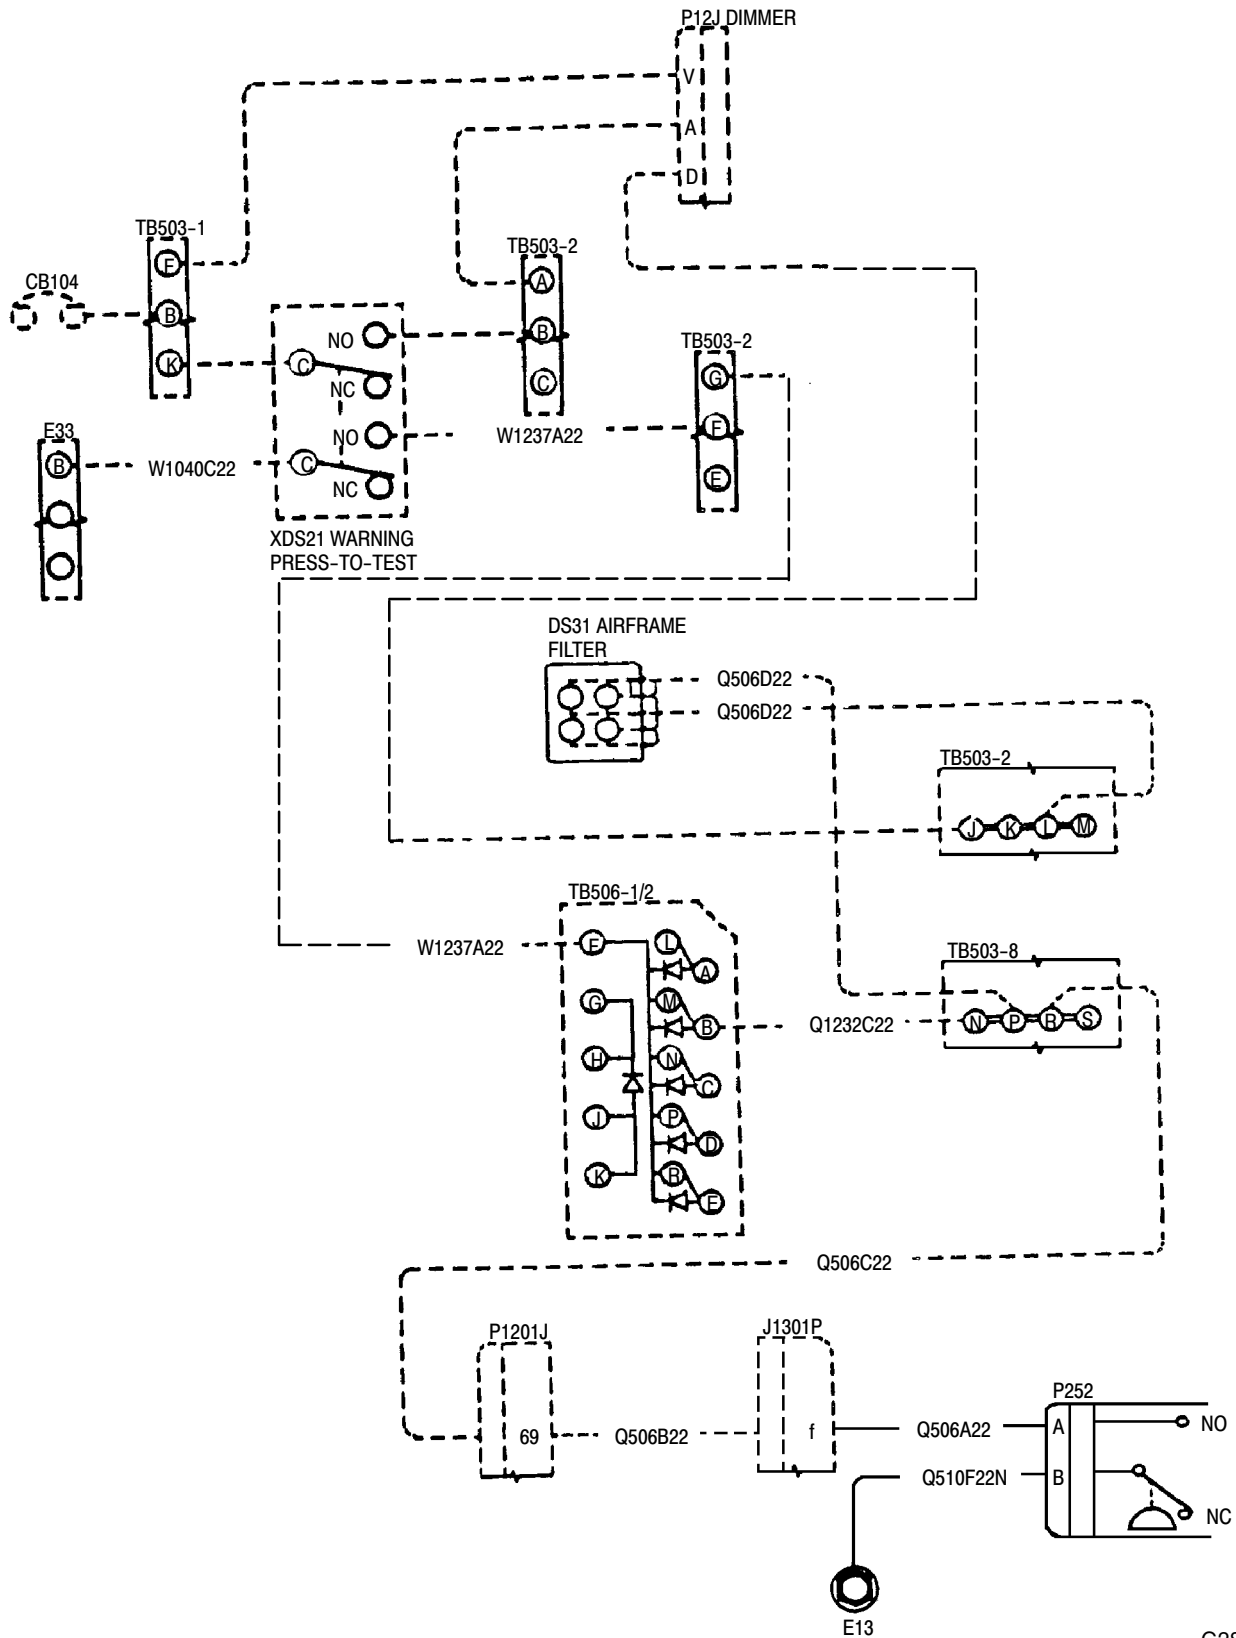 P12J DIMMER
V
A
D
TB503-1
F
B
K
CB104
TB503-2
A
B
C
NO
C
NC
NO
C
NC
XDS21 WARNING
PRESS-TO-TEST
TB503-2
G
F
E
E33
B
W1040C22
W1237A22
DS31 AIRFRAME
FILTER
Q506D22
Q506D22
TB503-2
J
K
L
M
TB506-1/2
W1237A22
F
L
A
G
M
B
H
N
C
J
P
D
K
R
E
Q1232C22
TB503-8
N
P
R
S
Q506C22
P1201J
69
Q506B22
J1301P
f
Q506A22
Q510F22N
P252
A
B
NO
NC
E13